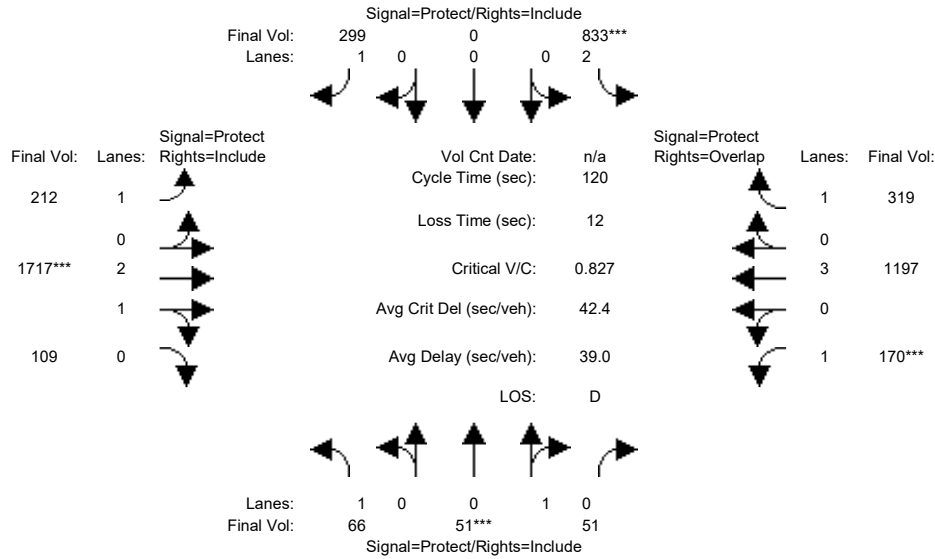 Signal=Protect/Rights=Include
Final Vol: 299 0 833***
Lanes: 1 0 0 0 2
Signal=Protect Signal=Protect
Final Vol: Lanes: Rights=Include Vol Cnt Date: n/a Rights=Overlap Lanes: Final Vol:
Cycle Time (sec): 120
212 1 1 319
Loss Time (sec): 12
0 0
1717*** 2 Critical V/C: 0.827 3 1197
1 Avg Crit Del (sec/veh): 42.4 0
109 0 Avg Delay (sec/veh): 39.0 1 170***
LOS: D
Lanes: 1 0 0 1 0
Final Vol: 66 51*** 51
Signal=Protect/Rights=Include